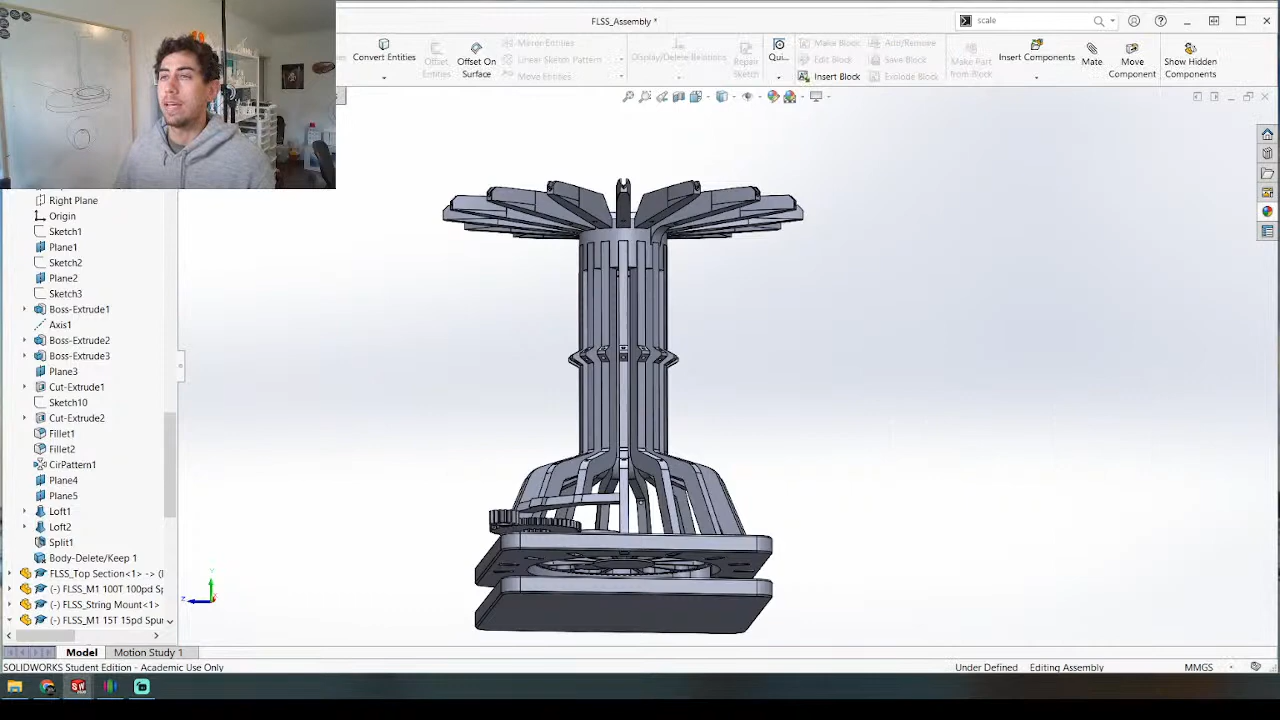 FLSS_Assembly *
scale
Convert Entities
Offset Entities
Offset On Surface
Mirror Entities
Linear Sketch Pattern
Move Entities
Display/Delete Relations
Repair Sketch
Qui...
Make Block
Edit Block
Insert Block
Add/Remove
Save Block
Explode Block
Make Part from Block
Insert Components
Mate
Move Component
Show Hidden Components
Right Plane
Origin
Sketch1
Plane1
Sketch2
Plane2
Sketch3
Boss-Extrude1
Axis1
Boss-Extrude2
Boss-Extrude3
Plane3
Cut-Extrude1
Sketch10
Cut-Extrude2
Fillet1
Fillet2
CirPattern1
Plane4
Plane5
Loft1
Loft2
Split1
Body-Delete/Keep 1
FLSS_Top Section<1> -> (
(-) FLSS_M1 100T 100pd Sp
(-) FLSS_String Mount<1>
(-) FLSS_M1 15T 15pd Spur
Y
Z
Model
Motion Study 1
SOLIDWORKS Student Edition - Academic Use Only
Under Defined
Editing Assembly
MMGS
SW